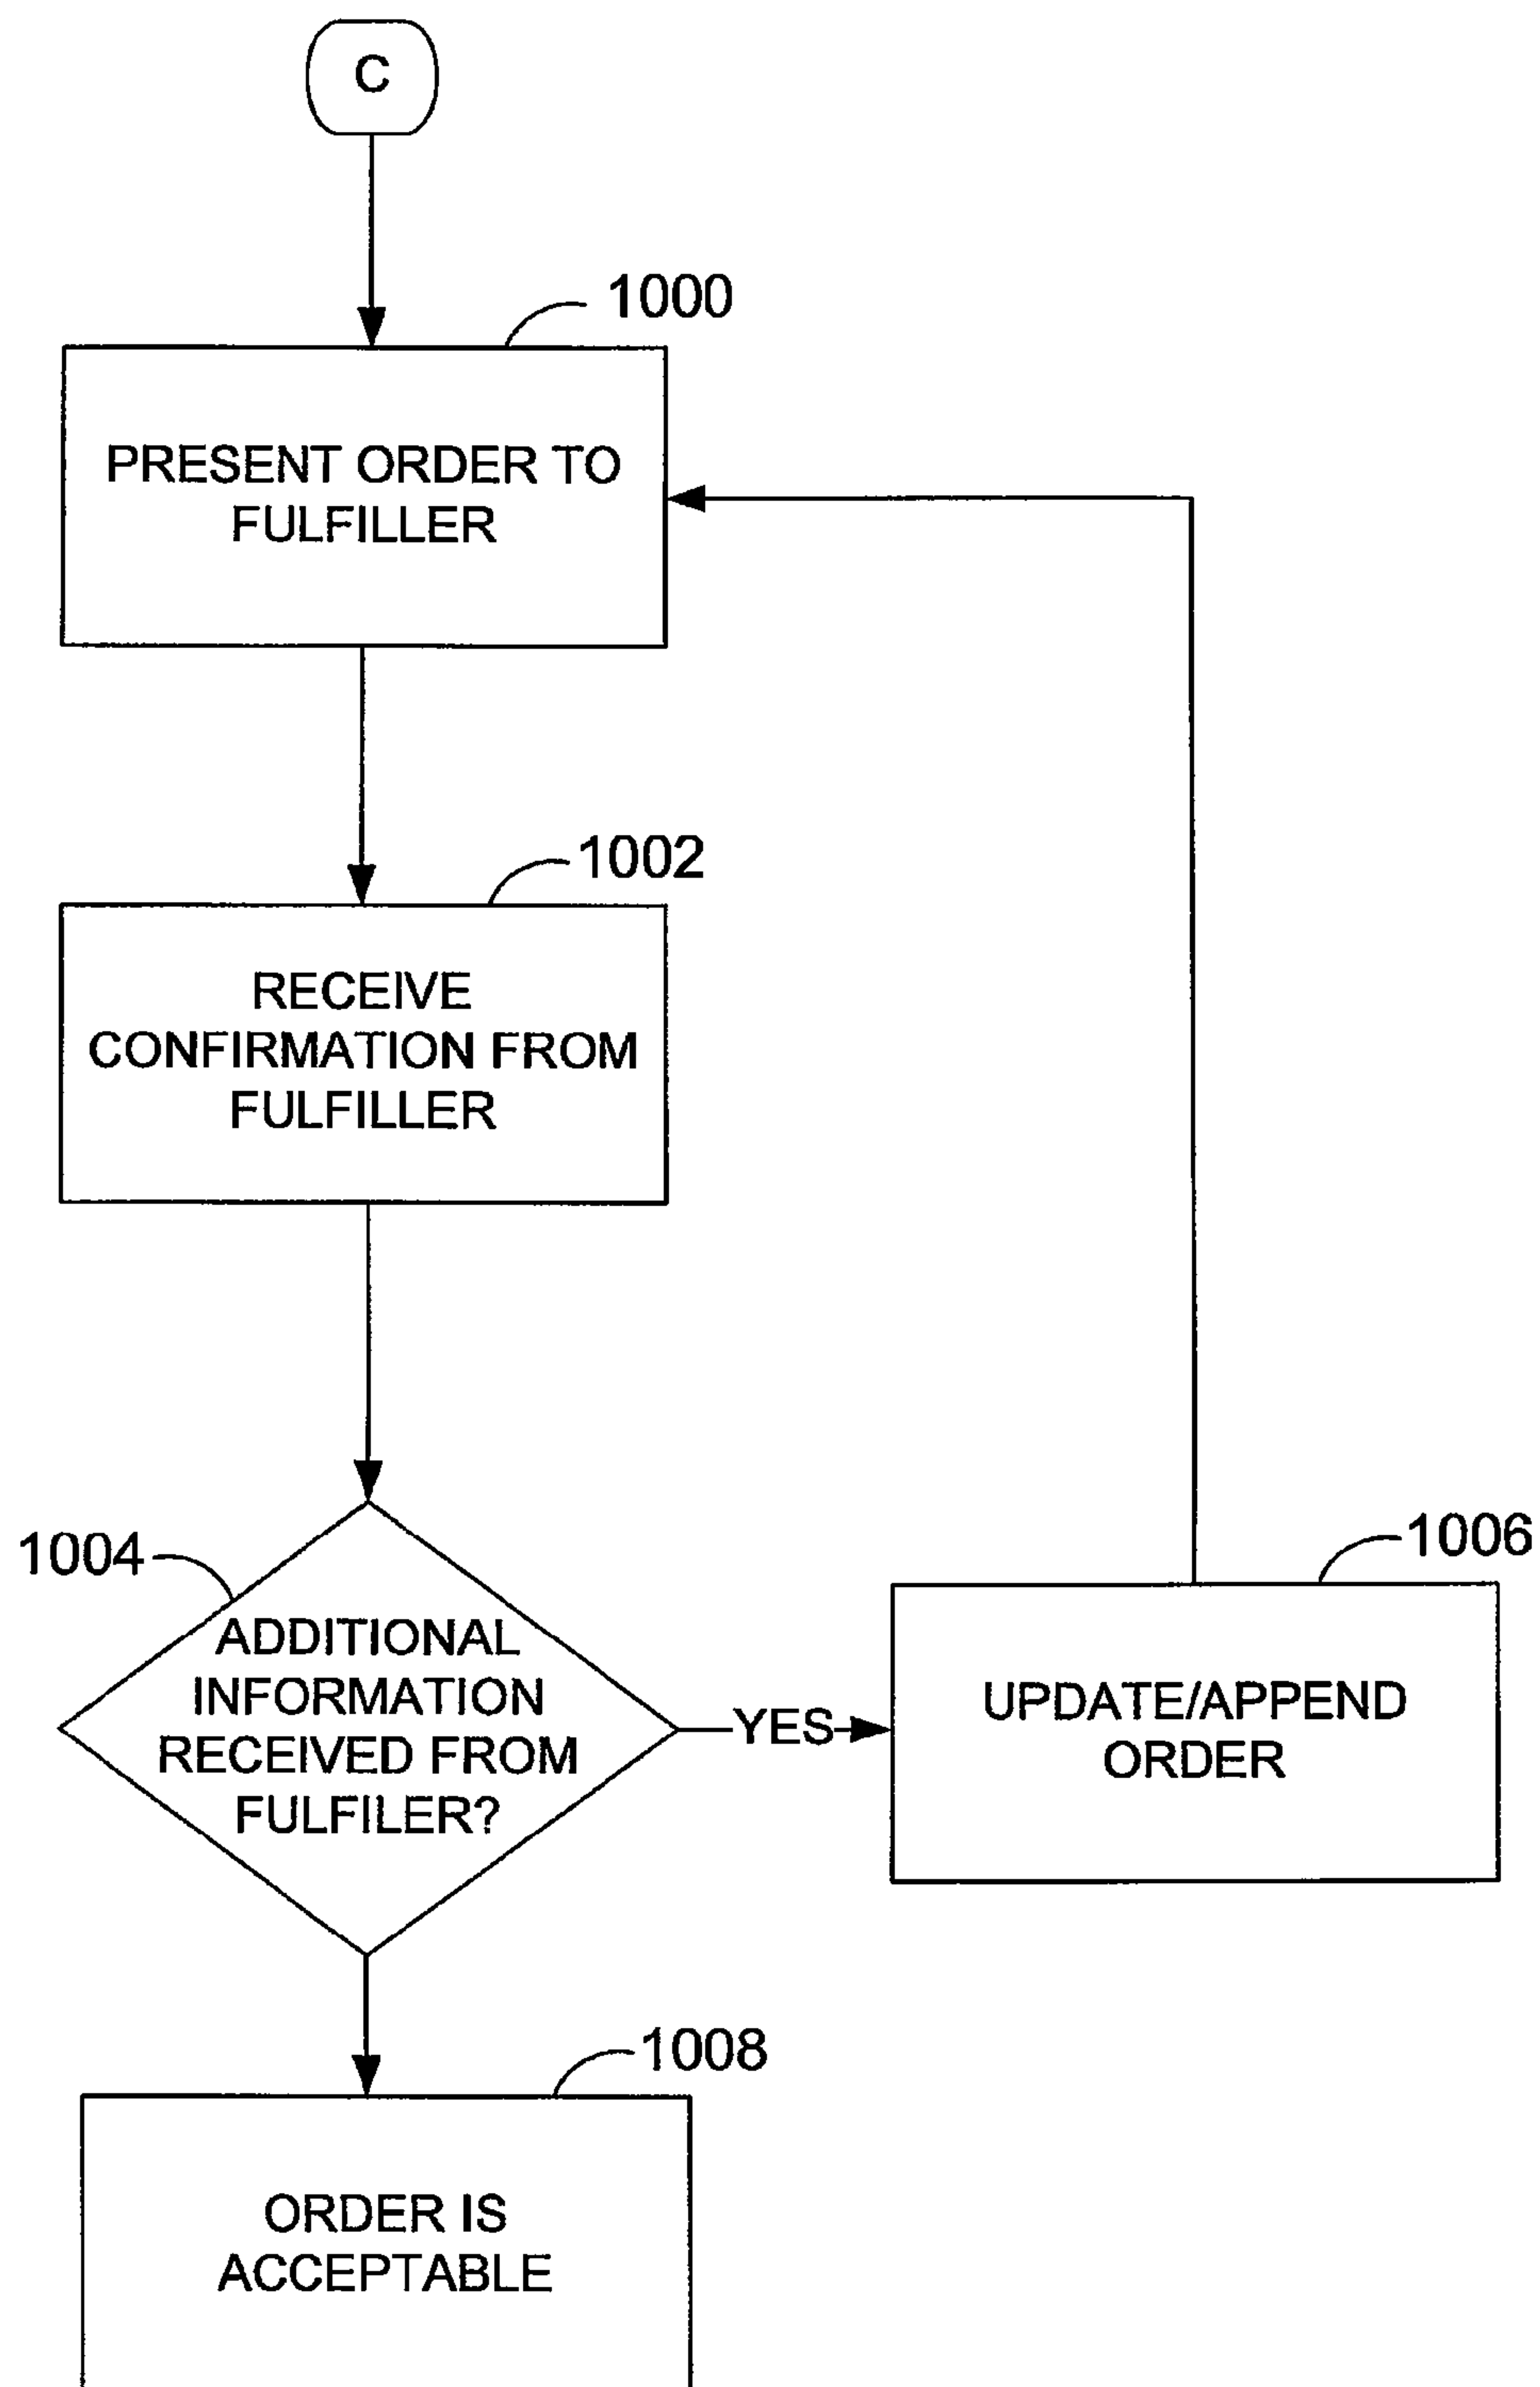 C
1000
PRESENT ORDER TO
FULFILLER
1002
RECEIVE
CONFIRMATION FROM
FULFILLER
1004
ADDITIONAL
INFORMATION
RECEIVED FROM
FULFILER?
YES
1006
UPDATE/APPEND
ORDER
1008
ORDER IS
ACCEPTABLE